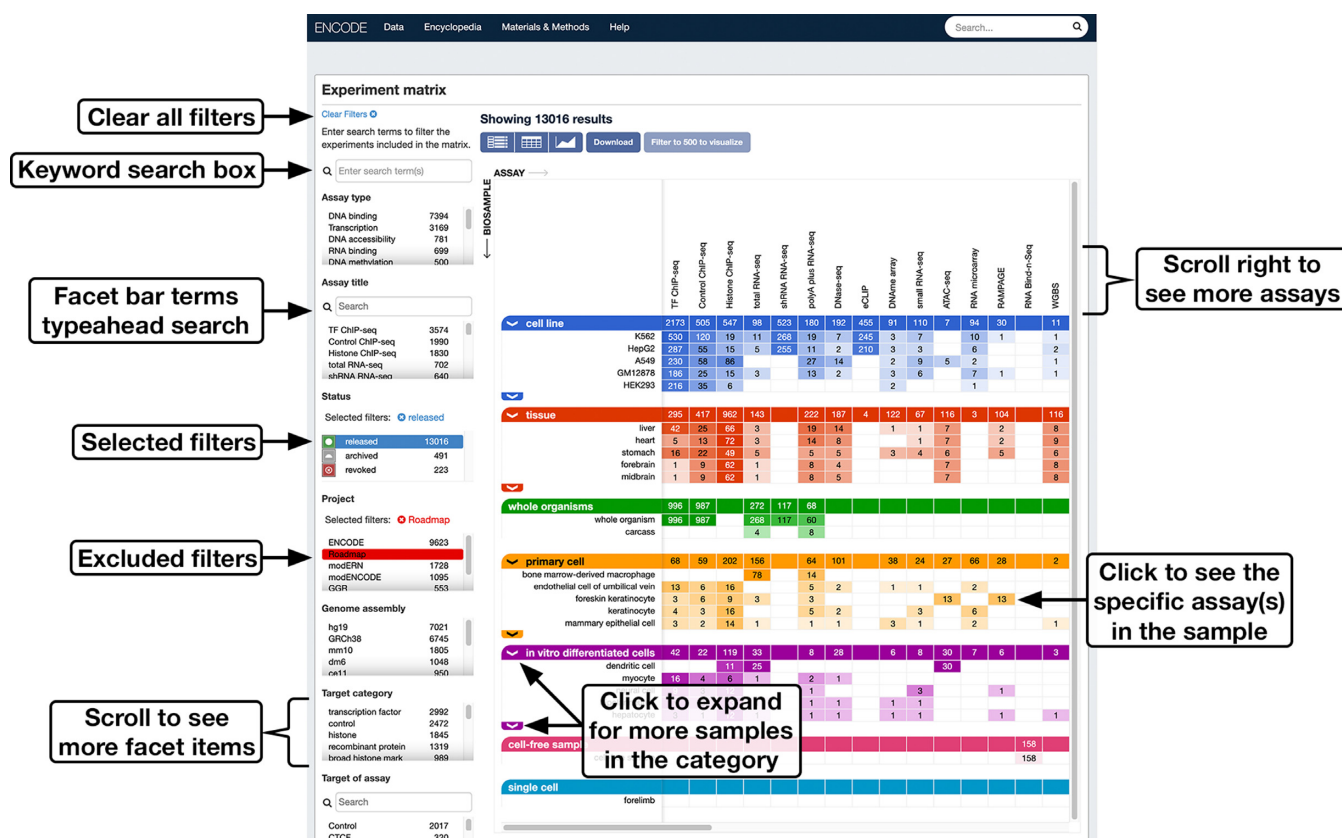 ENCODE Data Encyclopedia Materials & Methods Help Search...
Experiment matrix
Clear all filters
Clear Filters
Enter search terms to filter the
experiments included in the matrix.
Keyword search box
Enter search term(s)
Assay type
DNA binding 7394
Transcription 3169
DNA accessibility 781
RNA binding 699
DNA methylation 500
Assay title
Facet bar terms
typeahead search
Search
TF ChIP-seq 3574
Control ChIP-seq 1990
Histone ChIP-seq 1830
total RNA-seq 702
shRNA RNA-seq 640
Status
Selected filters: released
Selected filters
released 13016
archived 491
revoked 223
Project
Selected filters: Roadmap
Excluded filters
ENCODE 9623
Roadmap
modERN 1728
modENCODE 1095
GGR 553
Genome assembly
hg19 7021
GRCh38 6745
mm10 1805
dm6 1048
ce11 950
Target category
Scroll to see
more facet items
transcription factor 2992
control 2472
histone 1845
recombinant protein 1319
broad histone mark 989
Target of assay
Search
Control 2017
CTCF 320
Showing 13016 results
Download Filter to 500 to visualize
ASSAY
BIOSAMPLE
TF ChIP-seq
Control ChIP-seq
Histone ChIP-seq
total RNA-seq
shRNA RNA-seq
polyA plus RNA-seq
DNase-seq
eCLIP
DNAme array
small RNA-seq
ATAC-seq
RNA microarray
RAMPAGE
RNA Bind-n-Seq
WGBS
Scroll right to
see more assays
cell line 2173 505 547 98 523 180 192 455 91 110 7 94 30 11
K562 530 120 19 11 268 19 7 245 3 7 10 1 1
HepG2 287 55 15 5 255 11 2 210 3 3 6 2
A549 230 58 86 27 14 2 9 5 2 1
GM12878 186 25 15 3 13 2 3 6 7 1 1
HEK293 216 35 6 2 1
tissue 295 417 962 143 222 187 4 122 67 116 3 104 116
liver 42 25 66 3 19 14 1 1 7 2 8
heart 5 13 72 3 14 8 1 7 2 9
stomach 16 22 49 5 5 5 3 4 6 5 6
forebrain 1 9 62 1 8 4 7 8
midbrain 1 9 62 1 8 5 7 8
whole organisms 996 987 272 117 68
whole organism 996 987 268 117 60
carcass 4 8
primary cell 68 59 202 156 64 101 38 24 27 66 28 2
bone marrow-derived macrophage 78 14
endothelial cell of umbilical vein 13 6 16 5 2 1 1 2
foreskin keratinocyte 3 6 9 3 3 13 13
keratinocyte 4 3 16 5 2 3 6
mammary epithelial cell 3 2 14 1 1 1 3 1 2 1
Click to see the
specific assay(s)
in the sample
in vitro differentiated cells 42 22 119 33 8 28 6 8 30 7 6 3
dendritic cell 11 25 30
myocyte 16 4 6 1 2 1
1 3 1
1 1 1 1
1 1 1 1 1 1
Click to expand
for more samples
in the category
cell-free 158
158
single cell
forelimb